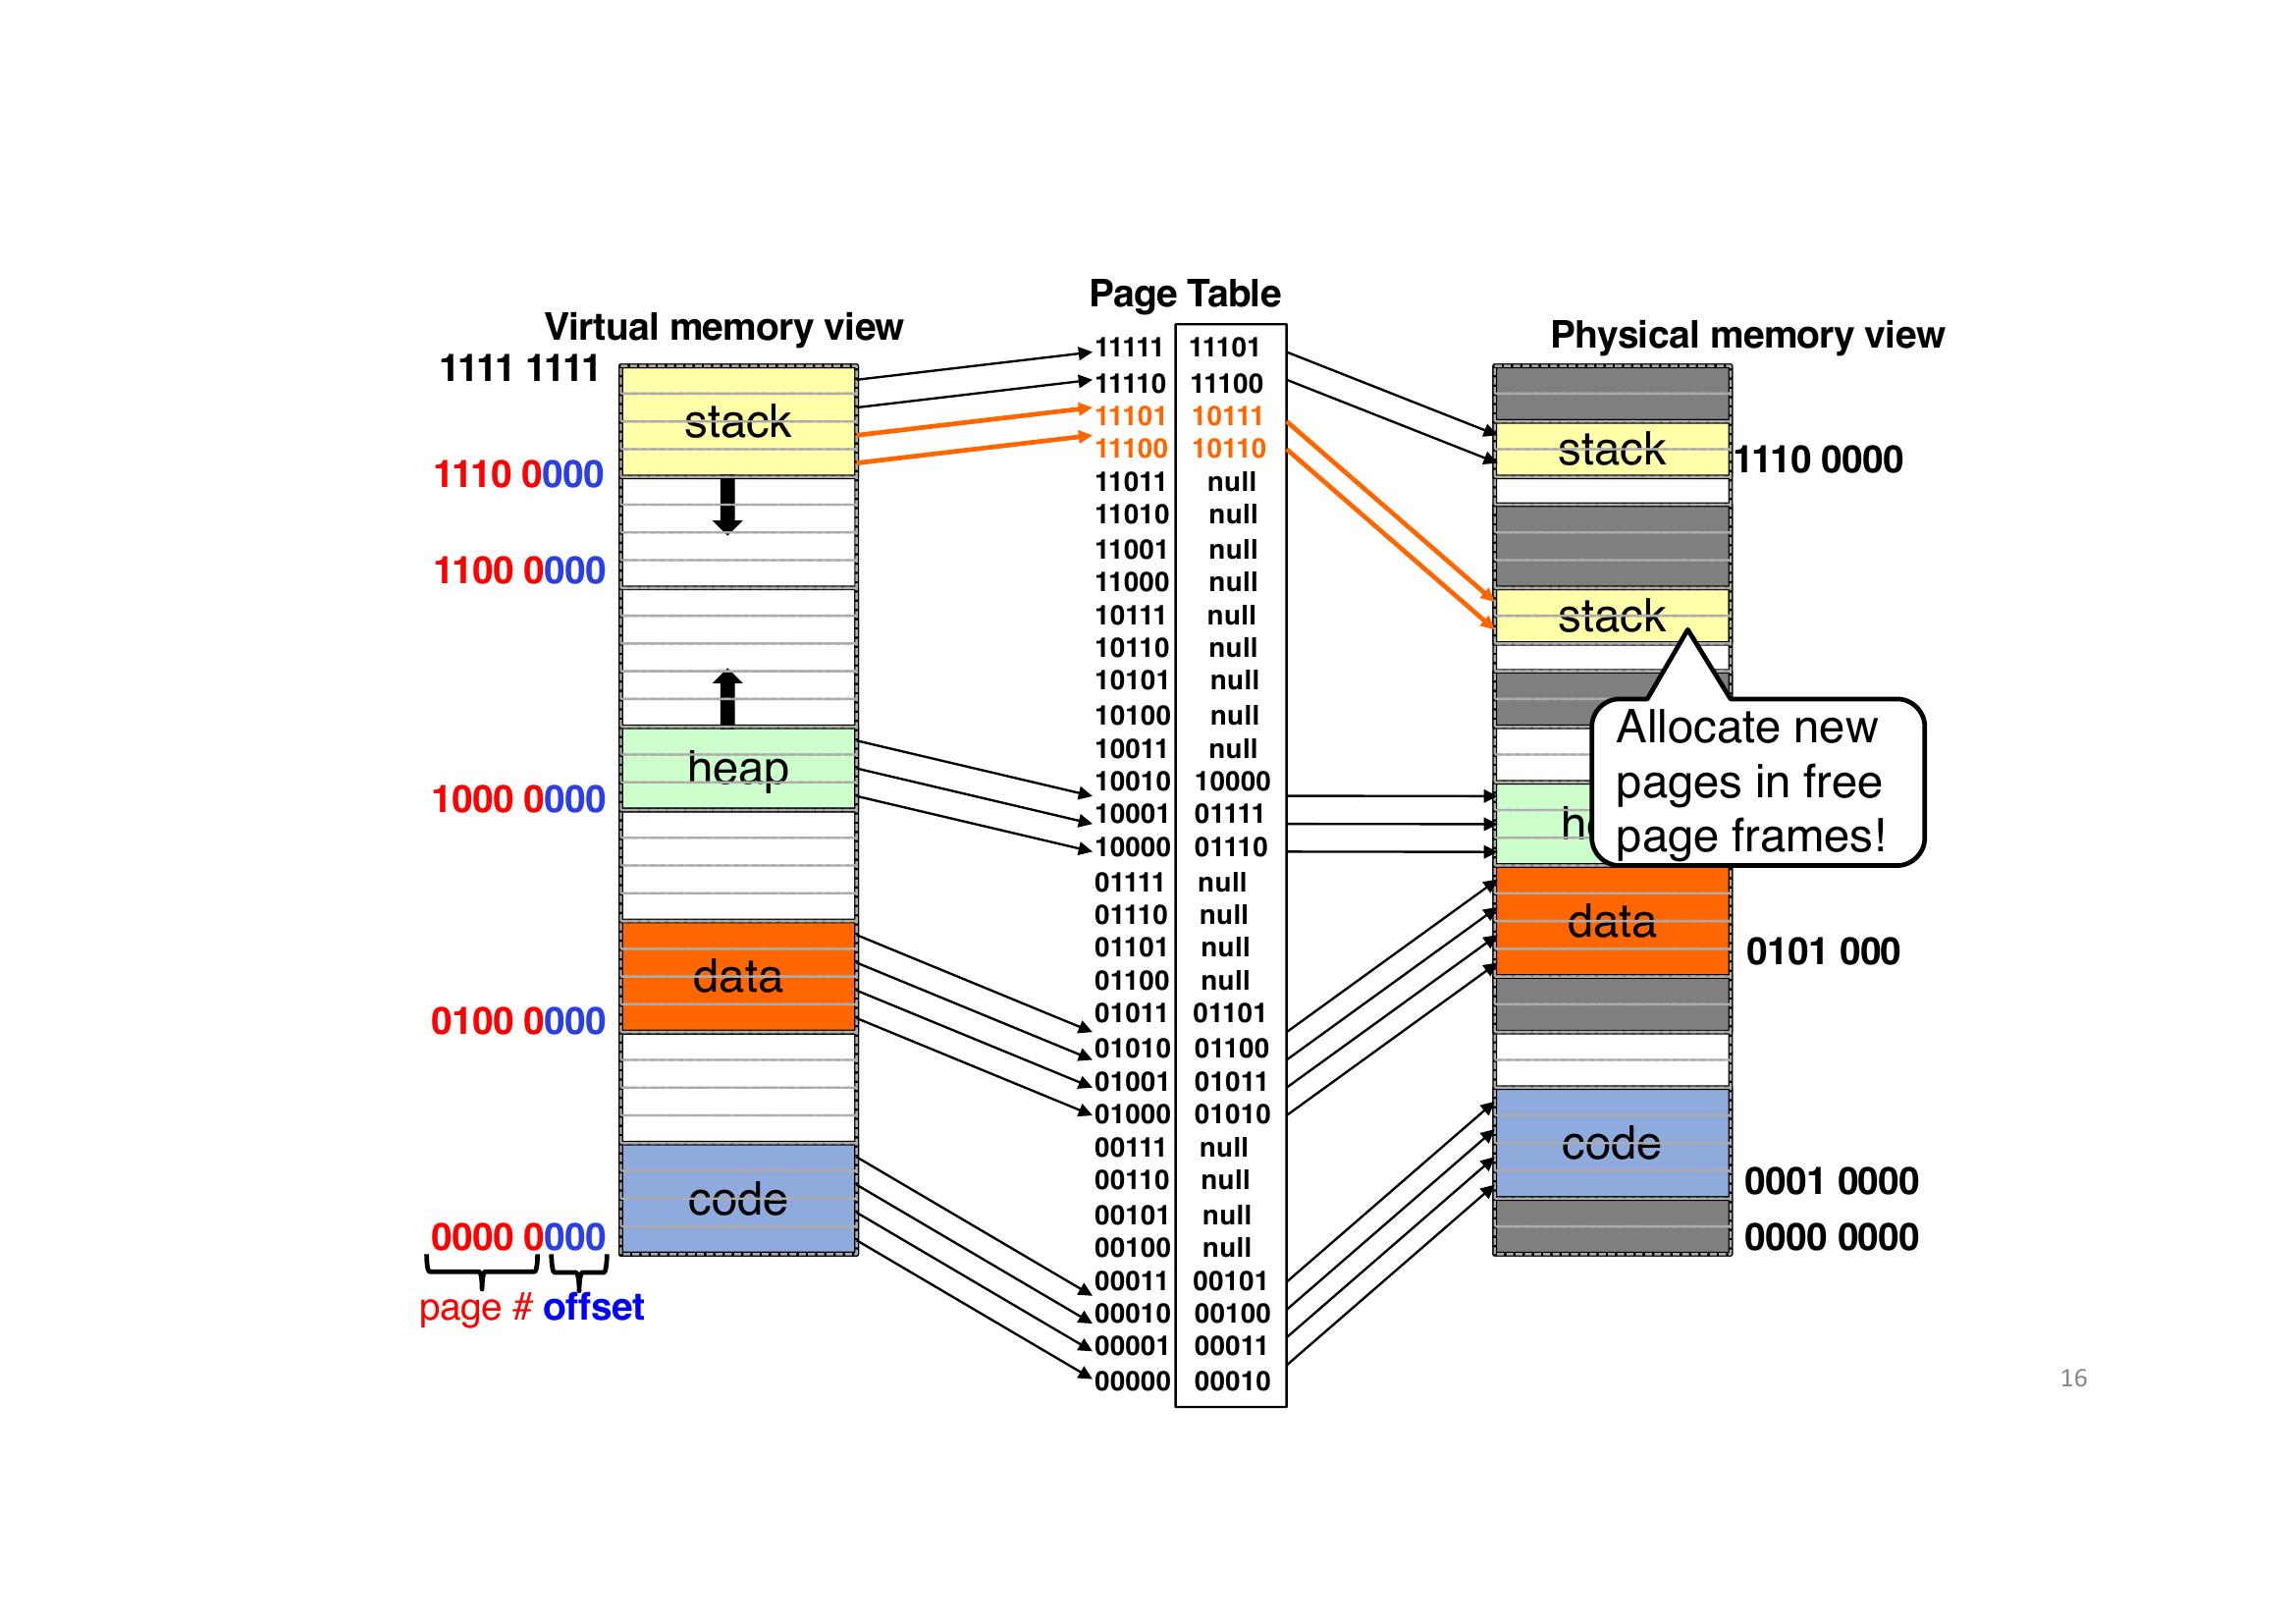 Page Table
Virtual memory view
Physical memory view
1111 1111
stack
1110 0000
1100 0000
heap
1000 0000
data
0100 0000
code
0000 0000
page # offset
11111 11101
11110 11100
11101 10111
11100 10110
11011 null
11010 null
11001 null
11000 null
10111 null
10110 null
10101 null
10100 null
10011 null
10010 10000
10001 01111
10000 01110
01111 null
01110 null
01101 null
01100 null
01011 01101
01010 01100
01001 01011
01000 01010
00111 null
00110 null
00101 null
00100 null
00011 00101
00010 00100
00001 00011
00000 00010
stack
1110 0000
stack
Allocate new
pages in free
page frames!
data
0101 000
code
0001 0000
0000 0000
16